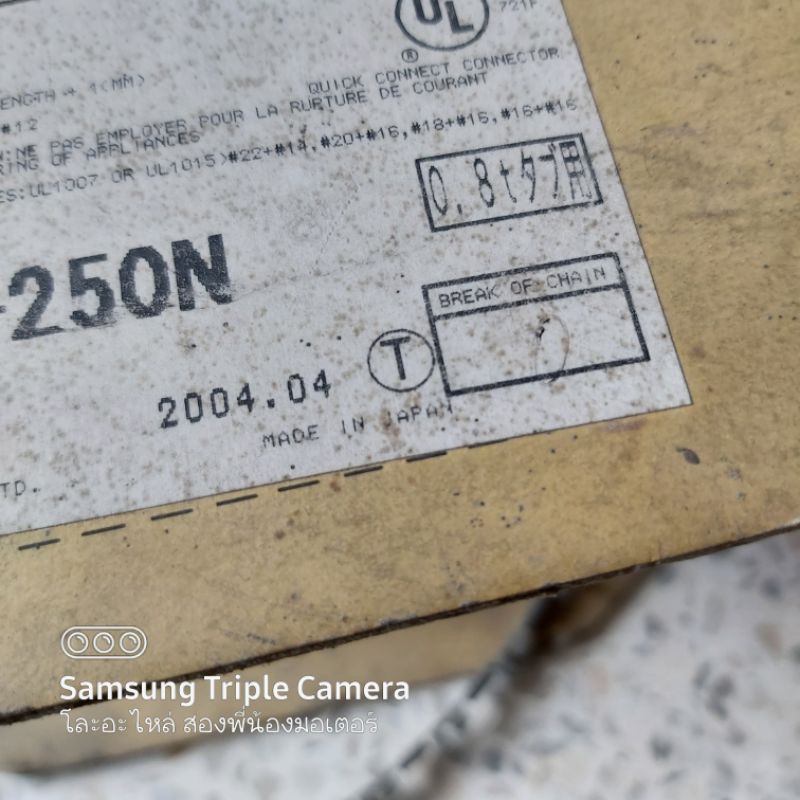 UL
721F
®
QUICK CONNECT CONNECTOR
ENGTH + 1(MM)
#12
N:NE PAS EMPLOYER POUR LA RURTURE DE COURANT
RING OF APPLIANCES
ES:UL1007 OR UL1015)#22+#14,#20+#16,#18+#16,#16+#16
0.8tタブ用
-250N
BREAK OF CHAIN
T
2004.04
MADE IN JAPAN
TD.
Samsung Triple Camera
โละอะไหล่ สองพี่น้องมอเตอร์